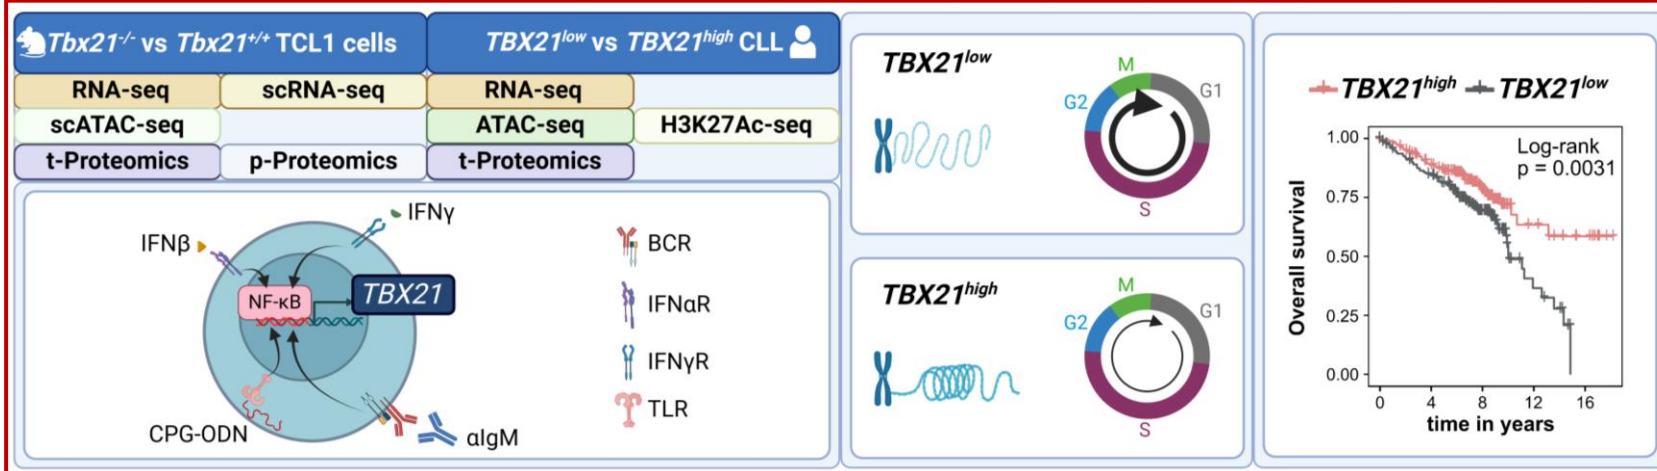 Tbx21-/- vs Tbx21+/+ TCL1 cells
TBX21low vs TBX21high CLL
RNA-seq
scRNA-seq
RNA-seq
scATAC-seq
ATAC-seq
H3K27Ac-seq
t-Proteomics
p-Proteomics
t-Proteomics
IFNγ
IFNβ
NF-κB
TBX21
CPG-ODN
αIgM
BCR
IFNαR
IFNγR
TLR
TBX21low
M
G1
G2
S
TBX21high
M
G1
G2
S
TBX21high
TBX21low
Log-rank
p = 0.0031
Overall survival
1.00
0.75
0.50
0.25
0.00
0 4 8 12 16
time in years